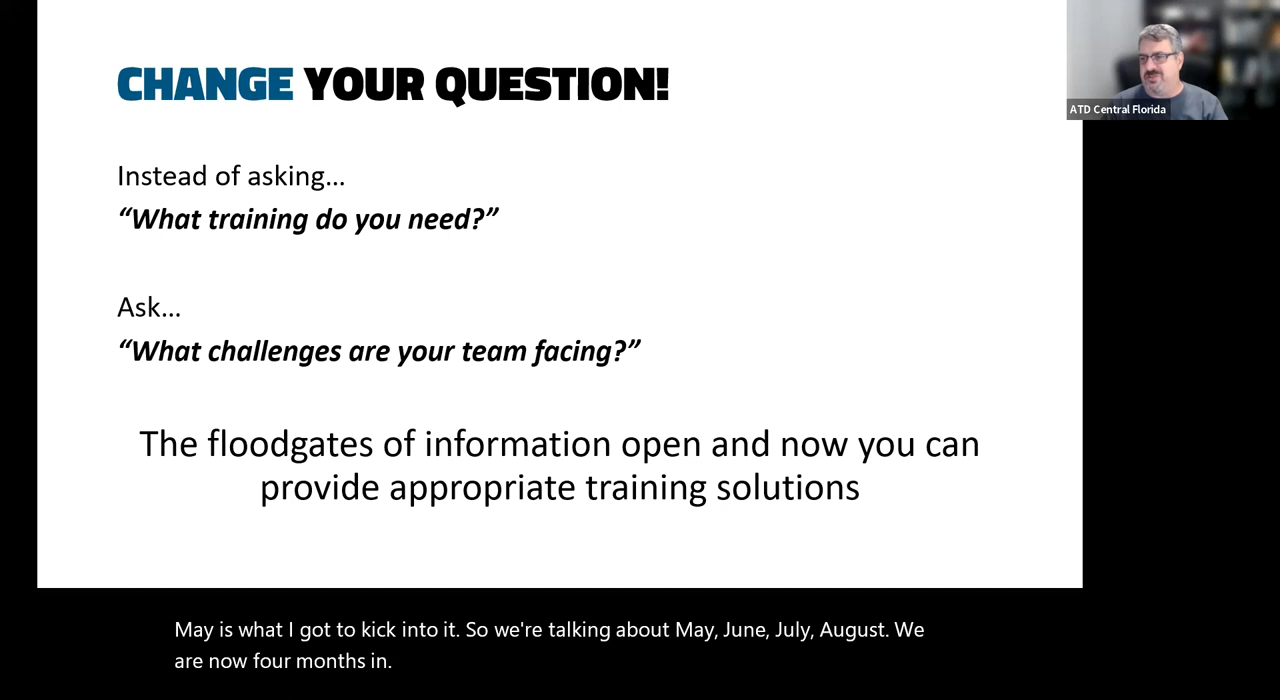 CHANGE YOUR QUESTION!
ATD Central Florida
Instead of asking...
“What training do you need?”
Ask...
“What challenges are your team facing?”
The floodgates of information open and now you can
provide appropriate training solutions
May is what I got to kick into it. So we're talking about May, June, July, August. We
are now four months in.